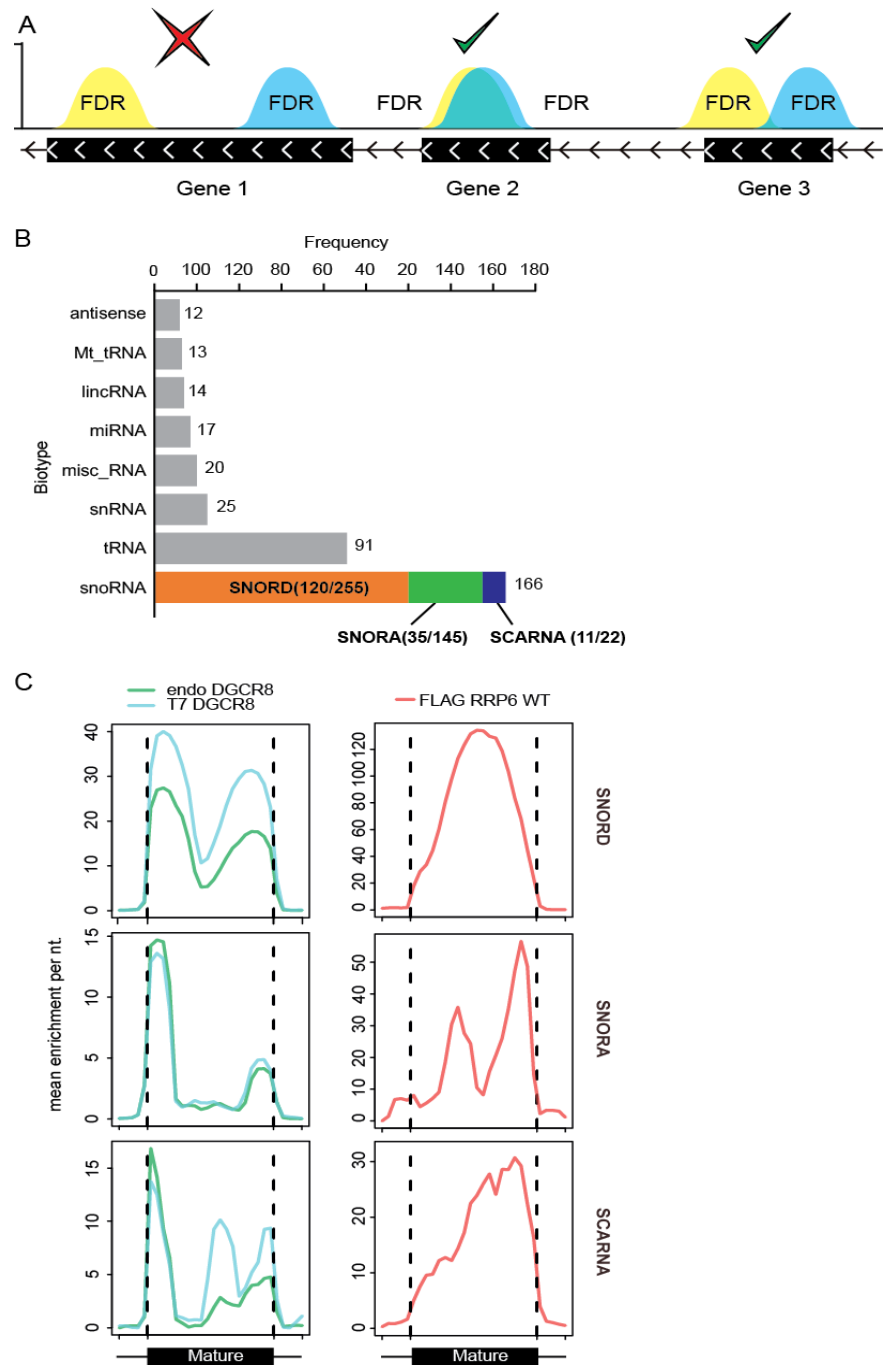 A
FDR FDR FDR FDR FDR FDR
Gene 1 Gene 2 Gene 3
B
Frequency
0 100 120 80 60 40 20 140 160 180
Biotype
antisense 12
Mt_tRNA 13
lincRNA 14
miRNA 17
misc_RNA 20
snRNA 25
tRNA 91
snoRNA SNORD(120/255) 166
SNORA(35/145) SCARNA (11/22)
C
endo DGCR8
T7 DGCR8
FLAG RRP6 WT
mean enrichment per nt.
0 10 20 30 40
0 20 40 60 80 100 120
SNORD
0 5 10 15
0 10 20 30 40 50
SNORA
0 5 10 15
0 10 20 30
SCARNA
Mature Mature